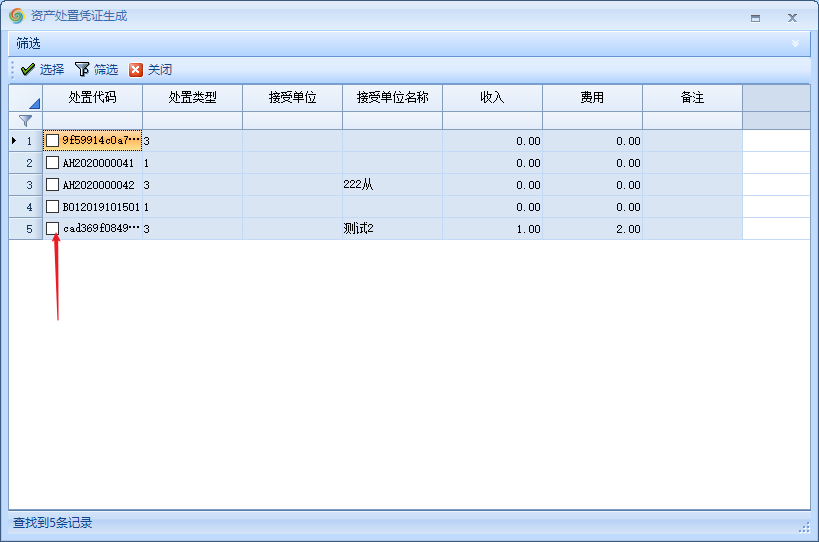 资产处置凭证生成
筛选
选择 筛选 关闭
处置代码 处置类型 接受单位 接受单位名称 收入 费用 备注
1 9f59914c0a7··· 3 0.00 0.00
2 AH2020000041 1 0.00 0.00
3 AH2020000042 3 222从 0.00 0.00
4 B012019101501 1 0.00 0.00
5 cad369f0849··· 3 测试2 1.00 2.00
查找到5条记录